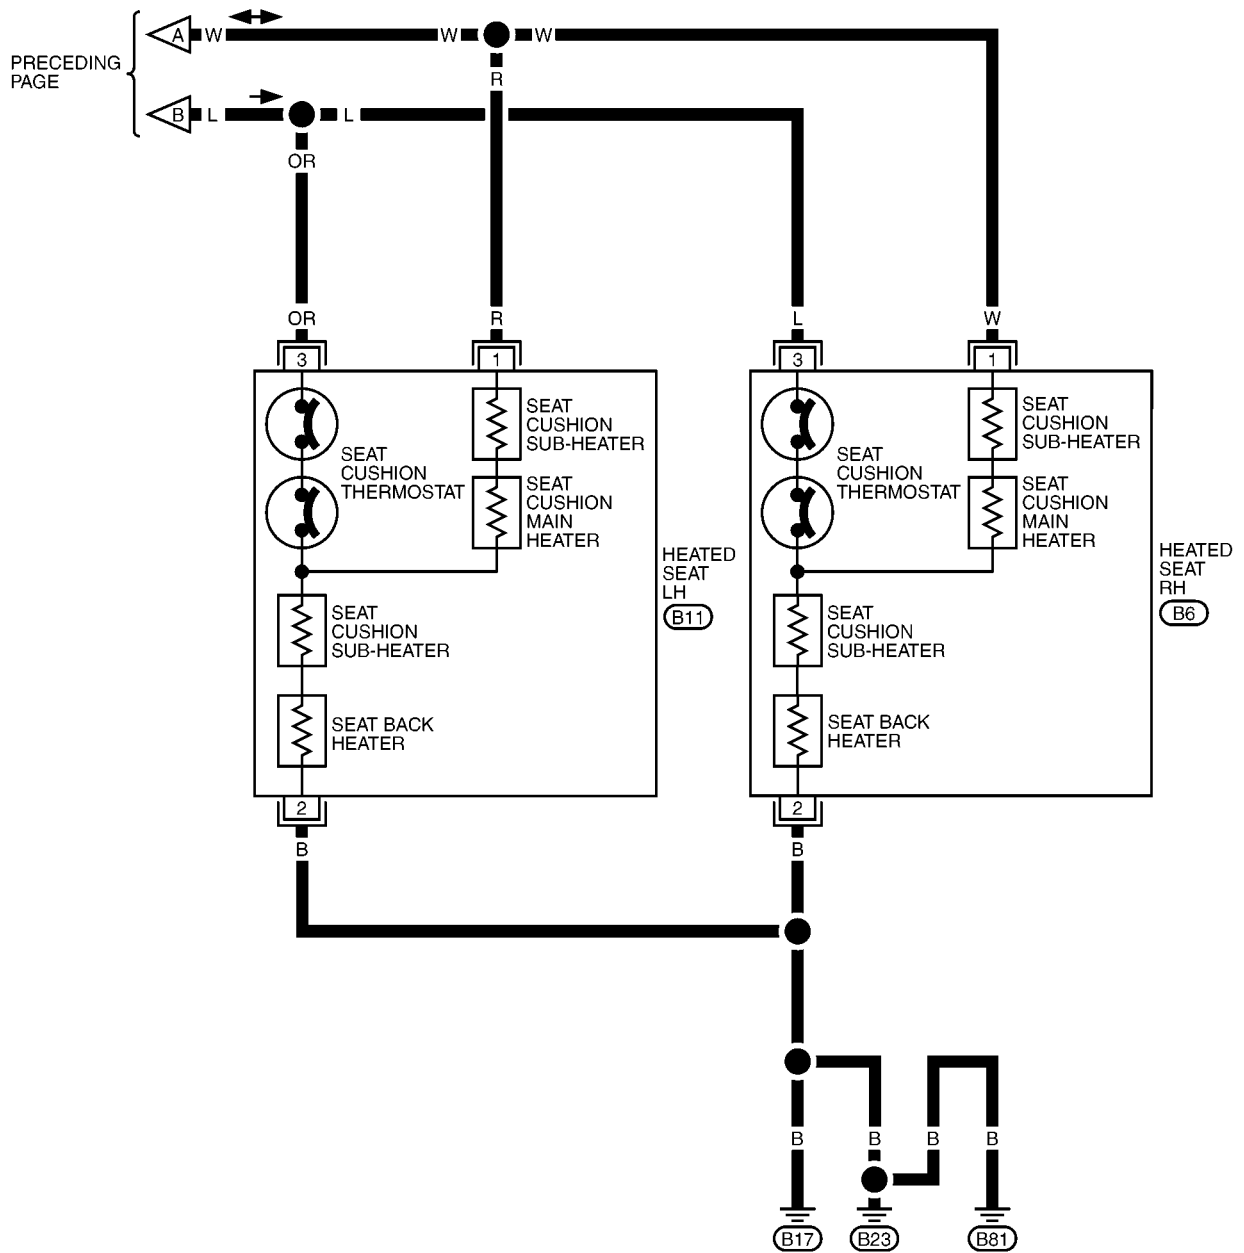 A W W W
R
PRECEDING
PAGE
B L L
OR
OR R L W
3 1 3 1
SEAT
CUSHION
SUB-HEATER
SEAT
CUSHION
SUB-HEATER
SEAT
CUSHION
THERMOSTAT
SEAT
CUSHION
THERMOSTAT
SEAT
CUSHION
MAIN
HEATER
SEAT
CUSHION
MAIN
HEATER
HEATED
SEAT
LH
B11
HEATED
SEAT
RH
B6
SEAT
CUSHION
SUB-HEATER
SEAT
CUSHION
SUB-HEATER
SEAT BACK
HEATER
SEAT BACK
HEATER
2 2
B B
B B B B
B17 B23 B81